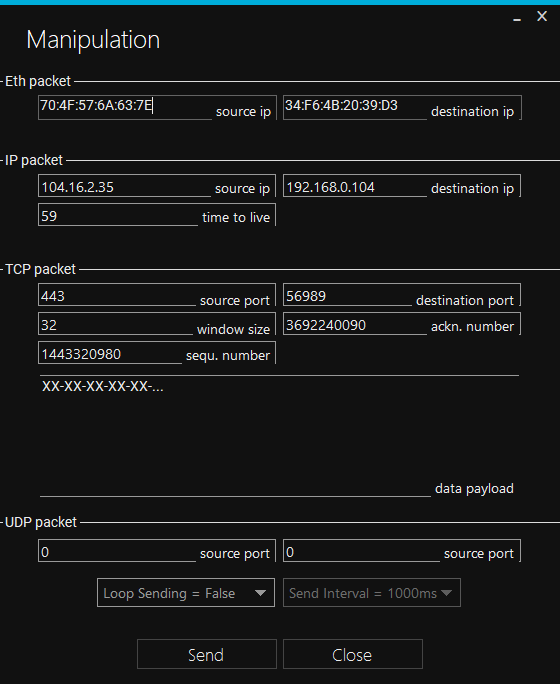 Manipulation
Eth packet
70:4F:57:6A:63:7E source ip 34:F6:4B:20:39:D3 destination ip
IP packet
104.16.2.35 source ip 192.168.0.104 destination ip
59 time to live
TCP packet
443 source port 56989 destination port
32 window size 3692240090 ackn. number
1443320980 sequ. number
XX-XX-XX-XX-XX-...
data payload
UDP packet
0 source port 0 source port
Loop Sending = False Send Interval = 1000ms
Send Close